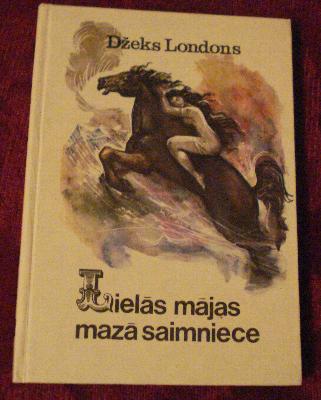 Džeks Londons
Lielās mājas
mazā saimniece